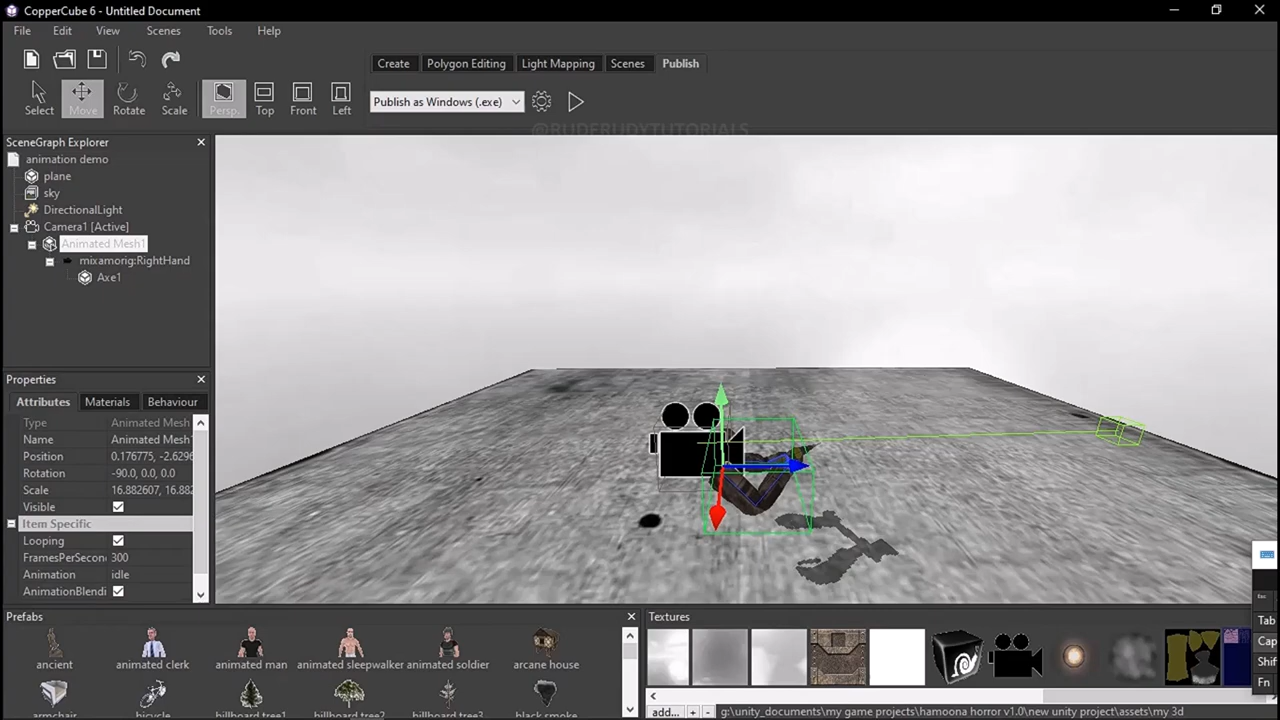 CopperCube 6 - Untitled Document
File Edit View Scenes Tools Help
Create Polygon Editing Light Mapping Scenes Publish
Select Move Rotate Scale Persp. Top Front Left
Publish as Windows (.exe)
@RUDERUDYTUTORIALS
SceneGraph Explorer
animation demo
plane
sky
DirectionalLight
Camera1 [Active]
Animated Mesh1
mixamorig:RightHand
Axe1
Properties
Attributes Materials Behaviour
Type Animated Mesh
Name Animated Mesh
Position 0.176775, -2.6296
Rotation -90.0, 0.0, 0.0
Scale 16.882607, 16.882
Visible
Item Specific
Looping
FramesPerSecon 300
Animation idle
AnimationBlendi
Prefabs
ancient animated clerk animated man animated sleepwalker animated soldier arcane house
armchair bicycle billboard tree1 billboard tree2 billboard tree3 black smoke
Textures
add... + - g:\unity_documents\my game projects\hamoona horror v1.0\new unity project\assets\my 3d
Esc
Tab
Cap
Shif
Fn